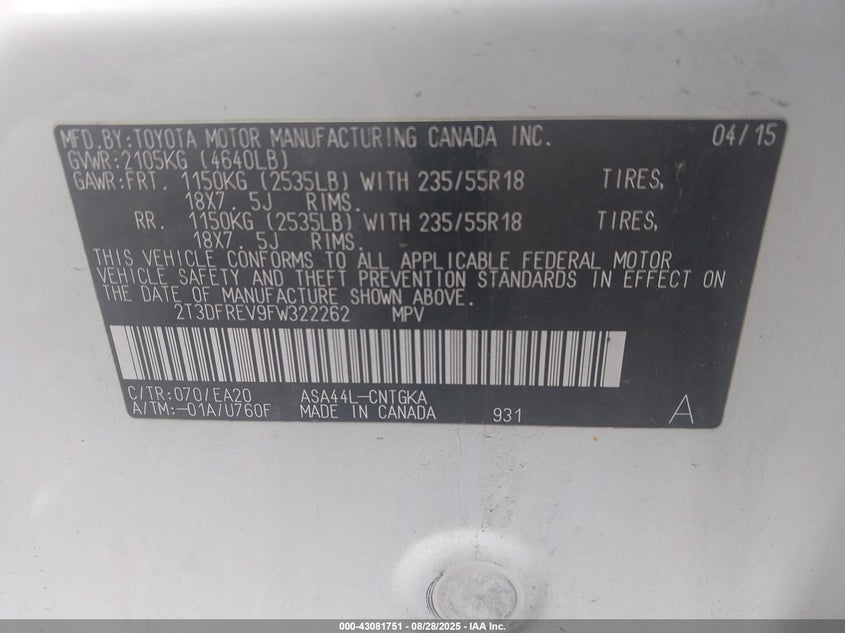 MFD.BY:TOYOTA MOTOR MANUFACTURING CANADA INC. 04/15
GVWR:2105KG (4640LB)
GAWR:FRT. 1150KG (2535LB) WITH 235/55R18 TIRES,
18X7.5J RIMS.
RR. 1150KG (2535LB) WITH 235/55R18 TIRES,
18X7.5J RIMS.
THIS VEHICLE CONFORMS TO ALL APPLICABLE FEDERAL MOTOR
VEHICLE SAFETY AND THEFT PREVENTION STANDARDS IN EFFECT ON
THE DATE OF MANUFACTURE SHOWN ABOVE.
2T3DFREV9FW322262 MPV
C/TR:070/EA20 ASA44L-CNTGKA
A/TM:-01A/U760F MADE IN CANADA 931 A
000-43081751 | 08/28/2025 — IAA Inc.